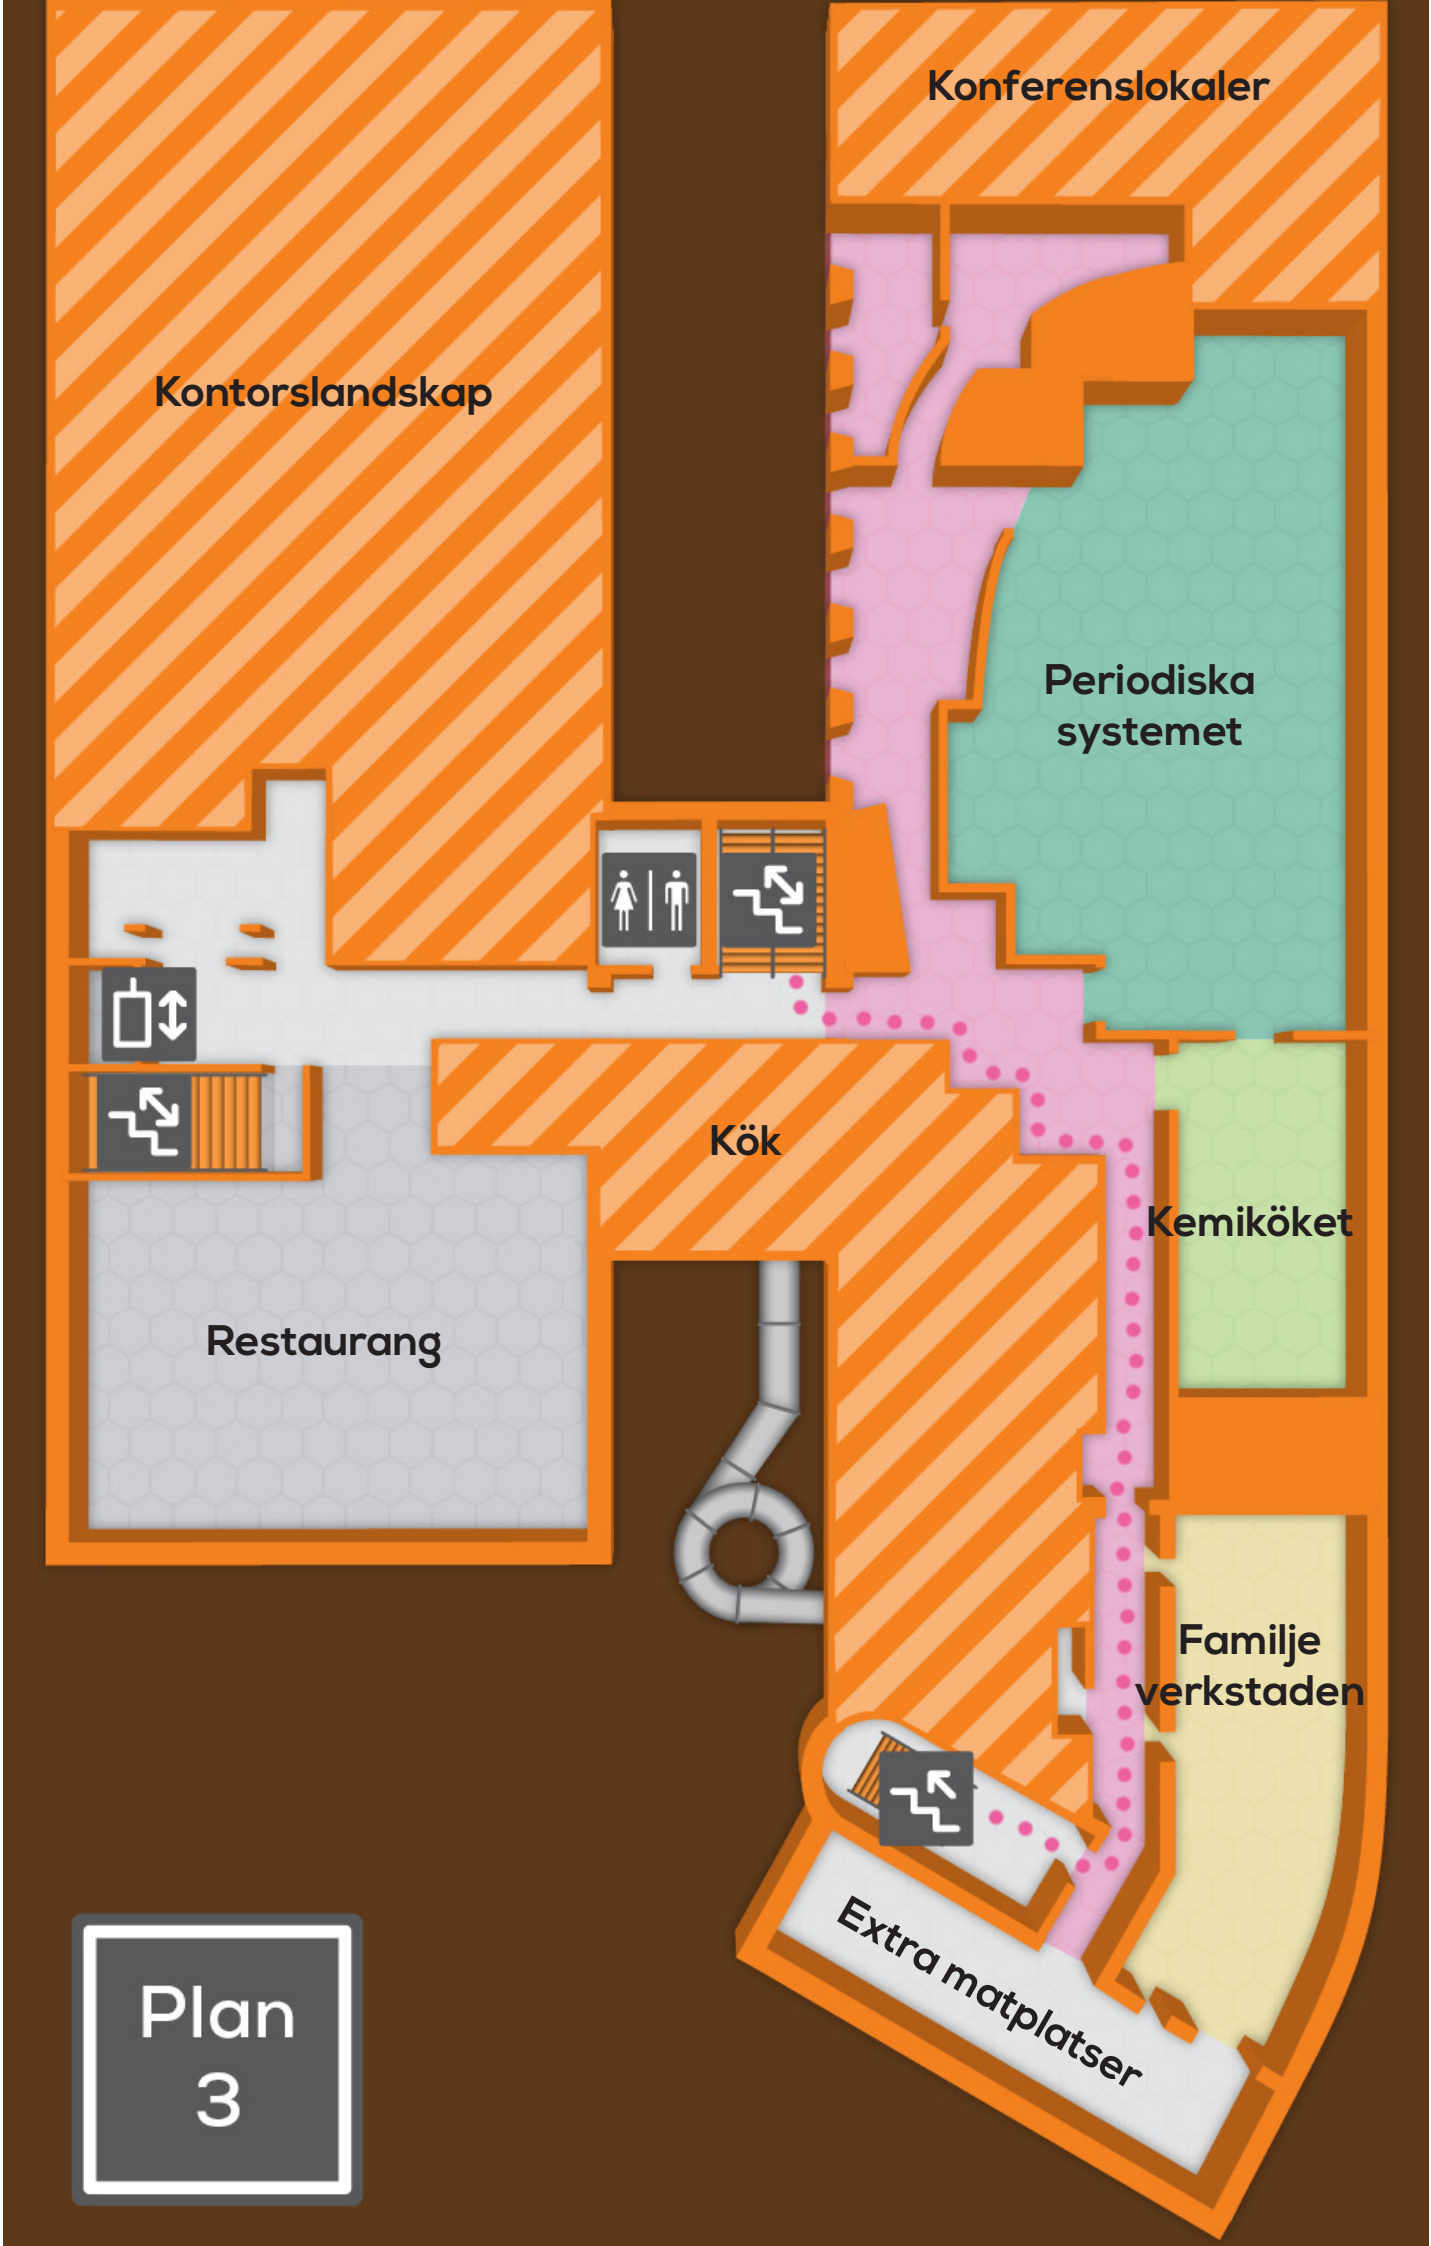 Konferenslokaler
Kontorslandskap
Periodiska
systemet
Kök
Kemiköket
Restaurang
Familje
verkstaden
Extra matplatser
Plan
3